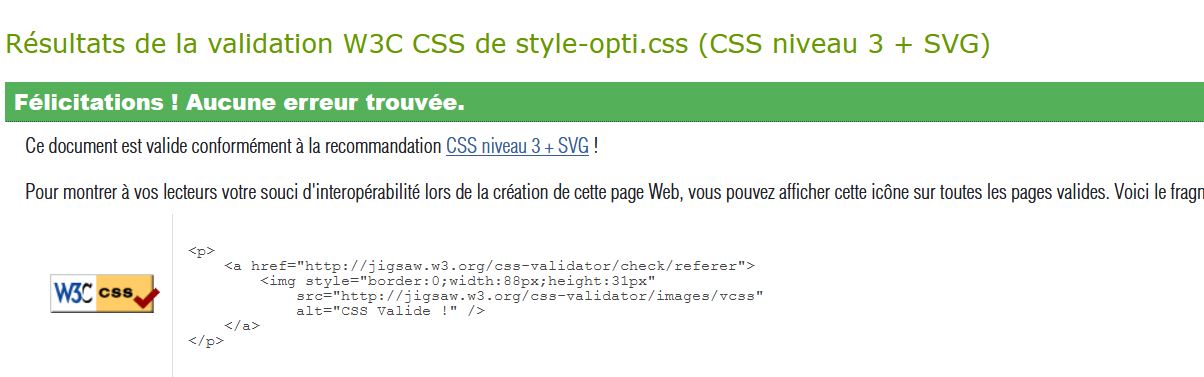 Résultats de la validation W3C CSS de style-opti.css (CSS niveau 3 + SVG)
Félicitations ! Aucune erreur trouvée.
Ce document est valide conformément à la recommandation CSS niveau 3 + SVG !
Pour montrer à vos lecteurs votre souci d'interopérabilité lors de la création de cette page Web, vous pouvez afficher cette icône sur toutes les pages valides. Voici le fragm
<p>
<a href="http://jigsaw.w3.org/css-validator/check/referer">
<img style="border:0;width:88px;height:31px"
src="http://jigsaw.w3.org/css-validator/images/vcss"
alt="CSS Valide !" />
</a>
</p>
W3C css